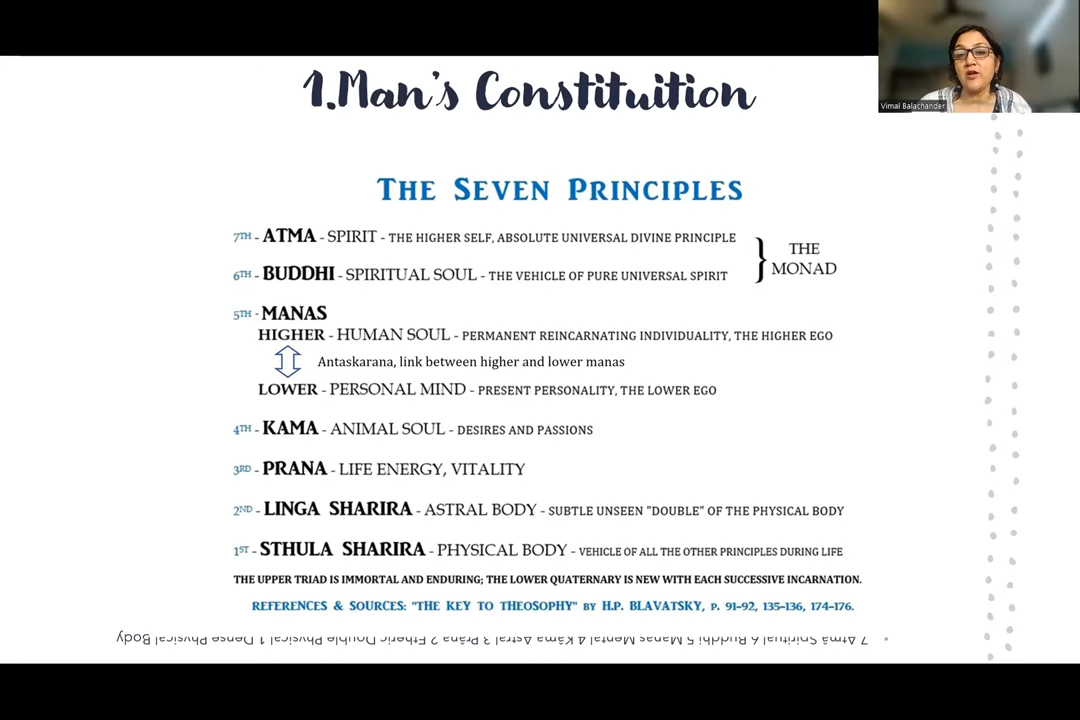 1.Man's Constituition
Vimal Balachander
THE SEVEN PRINCIPLES
7TH - ATMA - SPIRIT - THE HIGHER SELF, ABSOLUTE UNIVERSAL DIVINE PRINCIPLE
6TH - BUDDHI - SPIRITUAL SOUL - THE VEHICLE OF PURE UNIVERSAL SPIRIT
} THE MONAD
5TH - MANAS
HIGHER - HUMAN SOUL - PERMANENT REINCARNATING INDIVIDUALITY, THE HIGHER EGO
Antaskarana, link between higher and lower manas
LOWER - PERSONAL MIND - PRESENT PERSONALITY, THE LOWER EGO
4TH - KAMA - ANIMAL SOUL - DESIRES AND PASSIONS
3RD - PRANA - LIFE ENERGY, VITALITY
2ND - LINGA SHARIRA - ASTRAL BODY - SUBTLE UNSEEN "DOUBLE" OF THE PHYSICAL BODY
1ST - STHULA SHARIRA - PHYSICAL BODY - VEHICLE OF ALL THE OTHER PRINCIPLES DURING LIFE
THE UPPER TRIAD IS IMMORTAL AND ENDURING; THE LOWER QUATERNARY IS NEW WITH EACH SUCCESSIVE INCARNATION.
REFERENCES & SOURCES: "THE KEY TO THEOSOPHY" BY H.P. BLAVATSKY, P. 91-92, 135-136, 174-176.
7 Atmâ Spiritual 6 Buddhi 5 Manas Mental 4 Kâma Astral 3 Prâna 2 Etheric Double Physical 1 Dense Physical Body